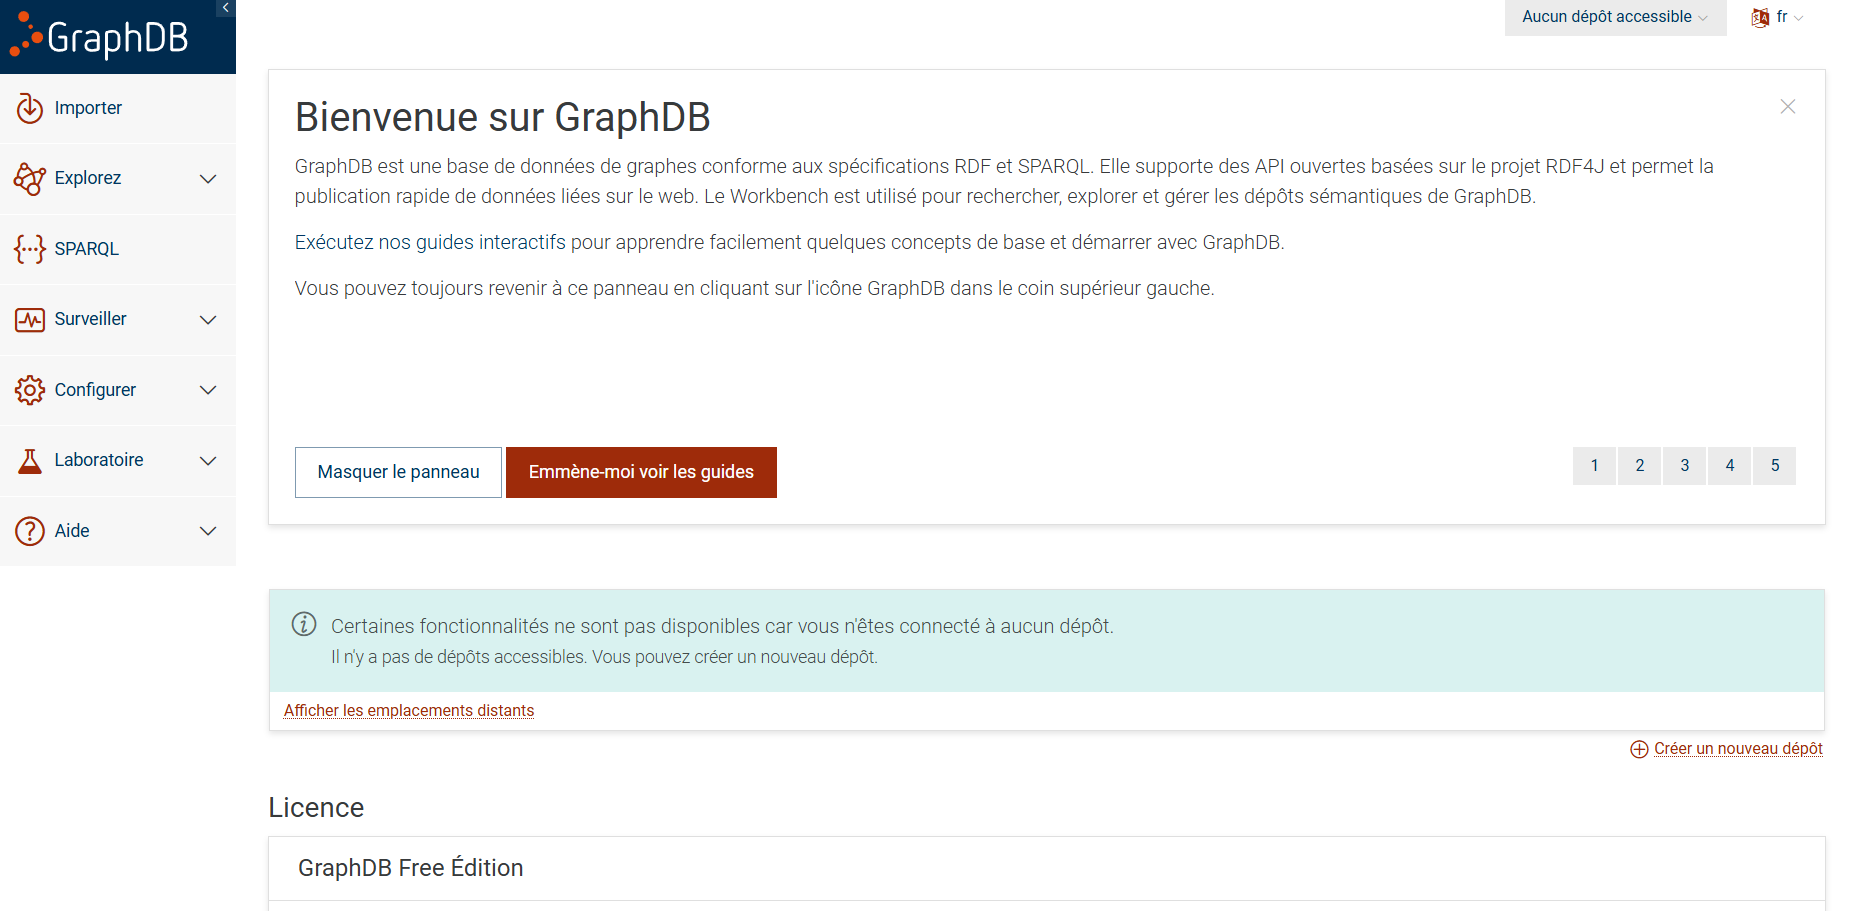 GraphDB
Aucun dépôt accessible
fr
Importer
Explorez
SPARQL
Surveiller
Configurer
Laboratoire
Aide
Bienvenue sur GraphDB
GraphDB est une base de données de graphes conforme aux spécifications RDF et SPARQL. Elle supporte des API ouvertes basées sur le projet RDF4J et permet la
publication rapide de données liées sur le web. Le Workbench est utilisé pour rechercher, explorer et gérer les dépôts sémantiques de GraphDB.
Exécutez nos guides interactifs pour apprendre facilement quelques concepts de base et démarrer avec GraphDB.
Vous pouvez toujours revenir à ce panneau en cliquant sur l'icône GraphDB dans le coin supérieur gauche.
Masquer le panneau
Emmène-moi voir les guides
1 2 3 4 5
Certaines fonctionnalités ne sont pas disponibles car vous n'êtes connecté à aucun dépôt.
Il n'y a pas de dépôts accessibles. Vous pouvez créer un nouveau dépôt.
Afficher les emplacements distants
Créer un nouveau dépôt
Licence
GraphDB Free Édition